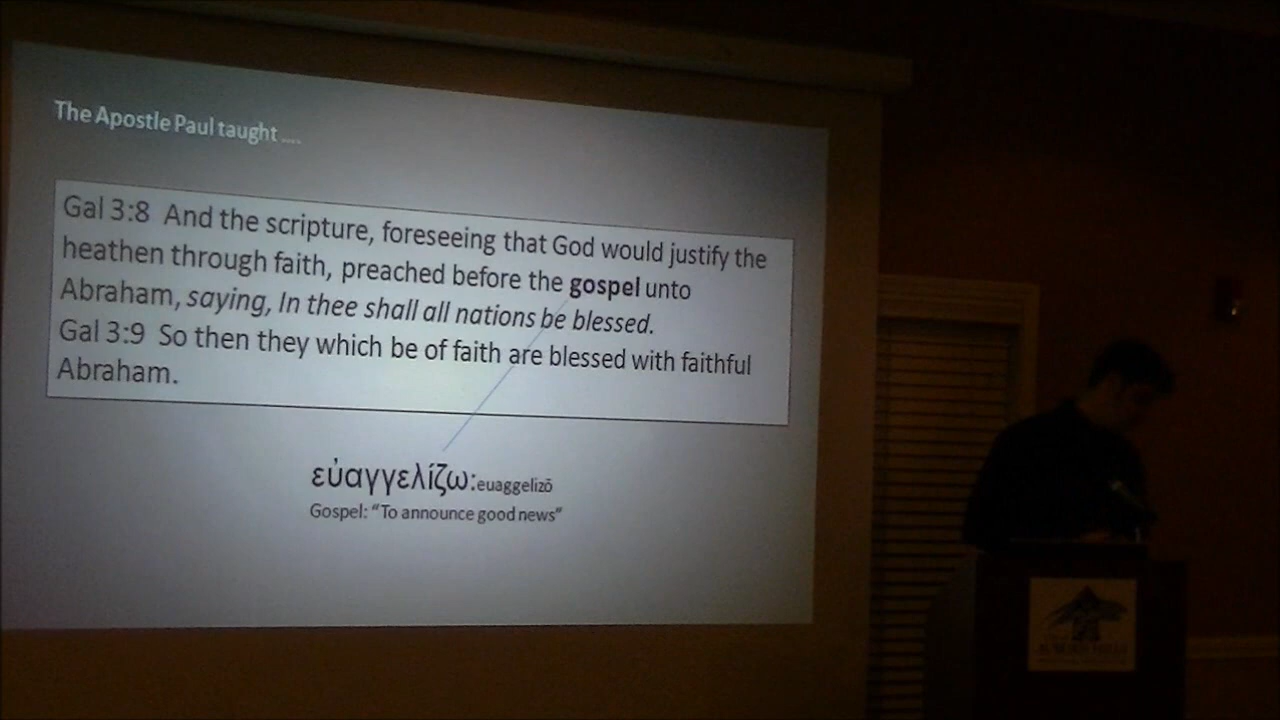 The Apostle Paul taught ....
Gal 3:8 And the scripture, foreseeing that God would justify the
heathen through faith, preached before the gospel unto
Abraham, saying, In thee shall all nations be blessed.
Gal 3:9 So then they which be of faith are blessed with faithful
Abraham.
εὐαγγελίζω:euaggelizō
Gospel: “To announce good news”